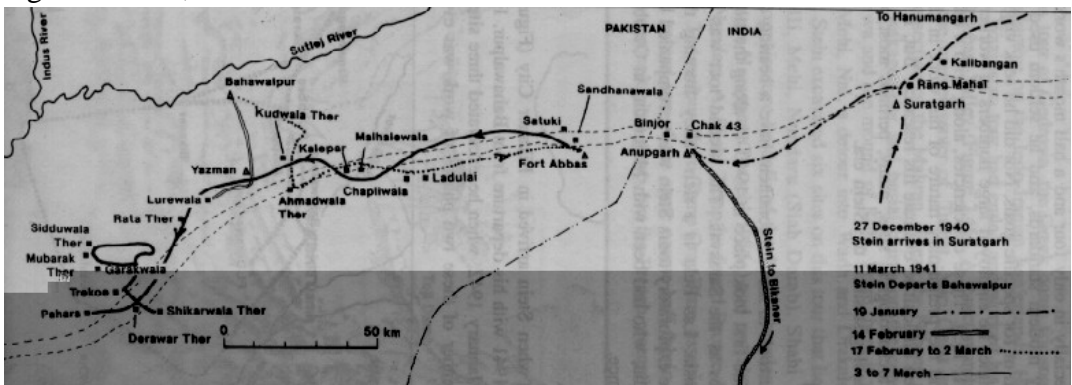 Indus River
Sutlej River
PAKISTAN
INDIA
To Hanumangarh
Kalibangan
Rang Mahal
Suratgarh
Bahawalpur
Kudwala Ther
Sandhanawala
Satuki
Binjor
Chak 43
Kalepar
Malhalewala
Fort Abbas
Anupgarh
Yazman
Chapliwala
Ladulai
Lurewala
Ahmadwala
Ther
Rata Ther
Sidduwala
Ther
Mubarak
Ther
Garakwala
Trekoe
Pahars
Shikarwala Ther
Derawar Ther
0
50 km
Stein to Bikaner
27 December 1940
Stein arrives in Suratgarh
11 March 1941
Stein Departs Bahawalpur
19 January
14 February
17 February to 2 March
3 to 7 March